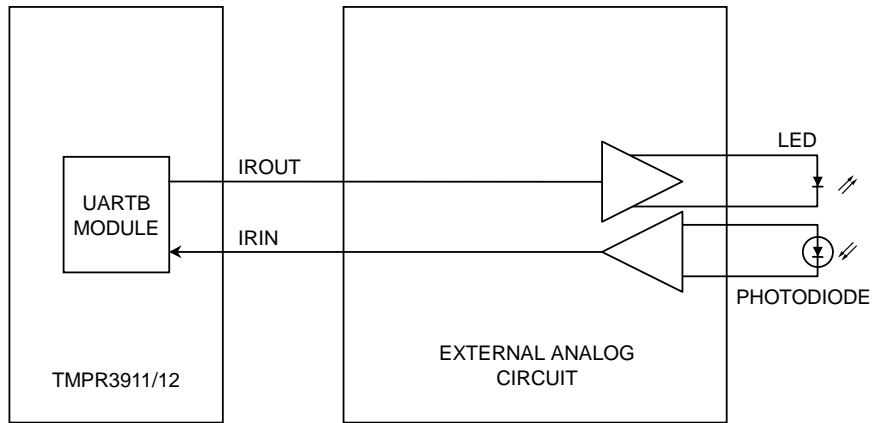 LED
IROUT
UARTB
MODULE
IRIN
PHOTODIODE
EXTERNAL ANALOG
CIRCUIT
TMPR3911/12